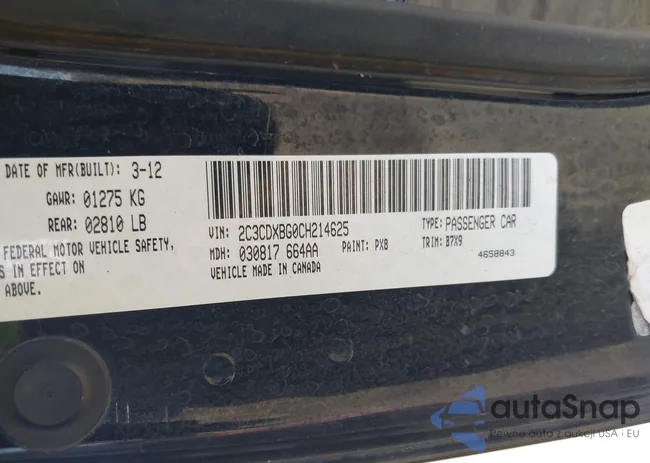 DATE OF MFR(BUILT): 3-12
GAWR: 01275 KG
REAR: 02810 LB
FEDERAL MOTOR VEHICLE SAFETY,
S IN EFFECT ON
ABOVE.
VIN: 2C3CDXBG0CH214625
TYPE: PASSENGER CAR
MDH: 030817 664AA
PAINT: PX8
TRIM: B7X9
VEHICLE MADE IN CANADA
4658843
autaSnap
Pewne auto z aukcji USA i EU